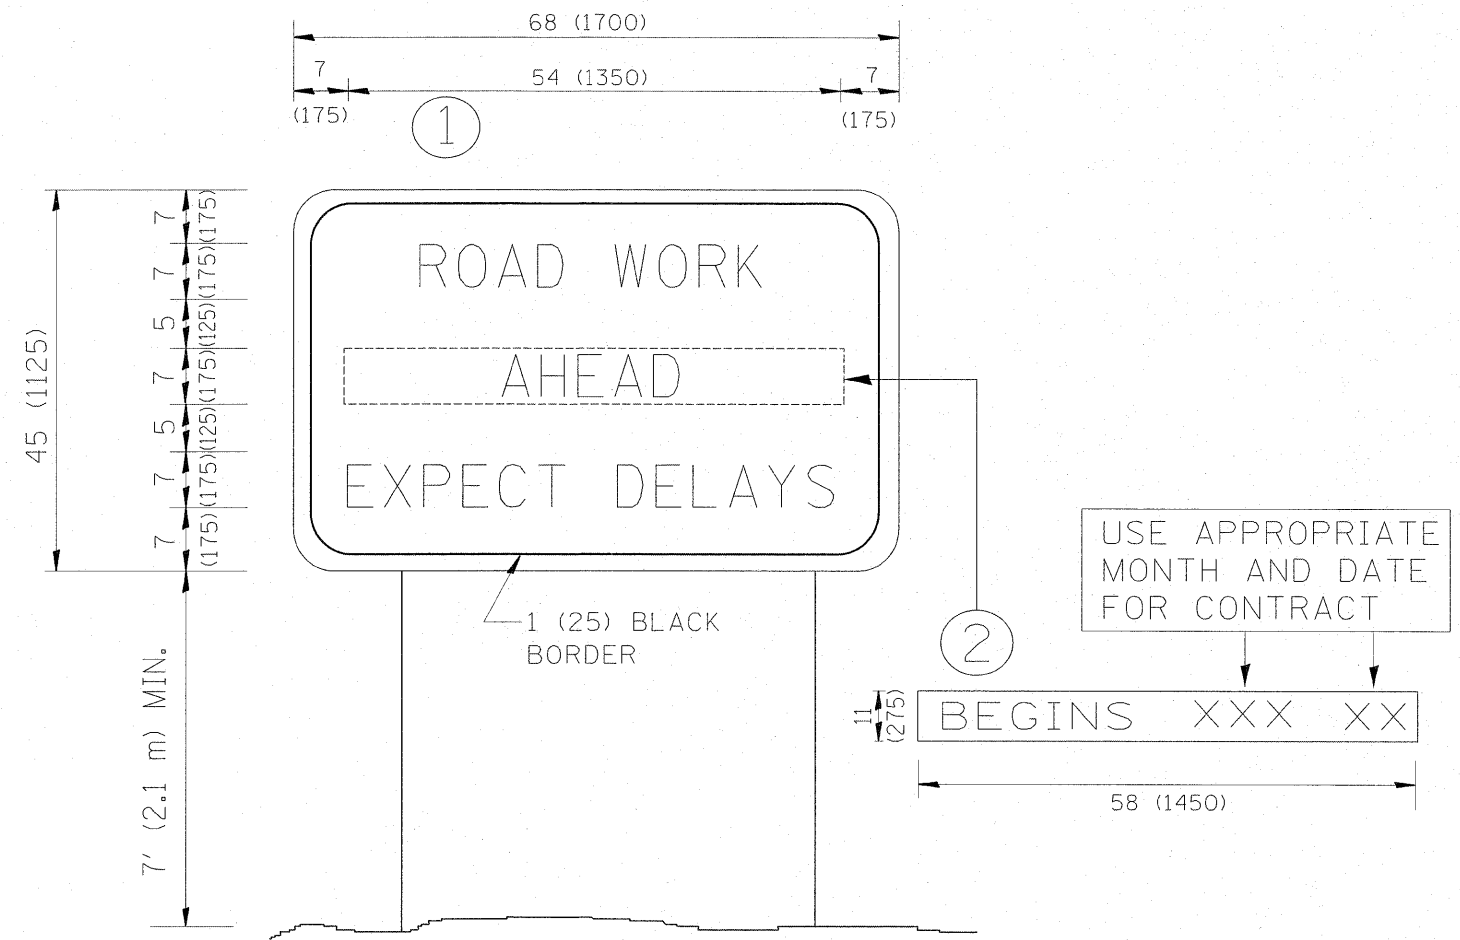 68 (1700)
7
54 (1350)
7
(175)
(175)
1
7
(175)
7
(175)
5
(125)
7
(175)
5
(125)
7
(175)
7
(175)
45 (1125)
ROAD WORK
AHEAD
EXPECT DELAYS
1 (25) BLACK
BORDER
7' (2.1 m) MIN.
USE APPROPRIATE
MONTH AND DATE
FOR CONTRACT
2
11
(275)
BEGINS XXX XX
58 (1450)